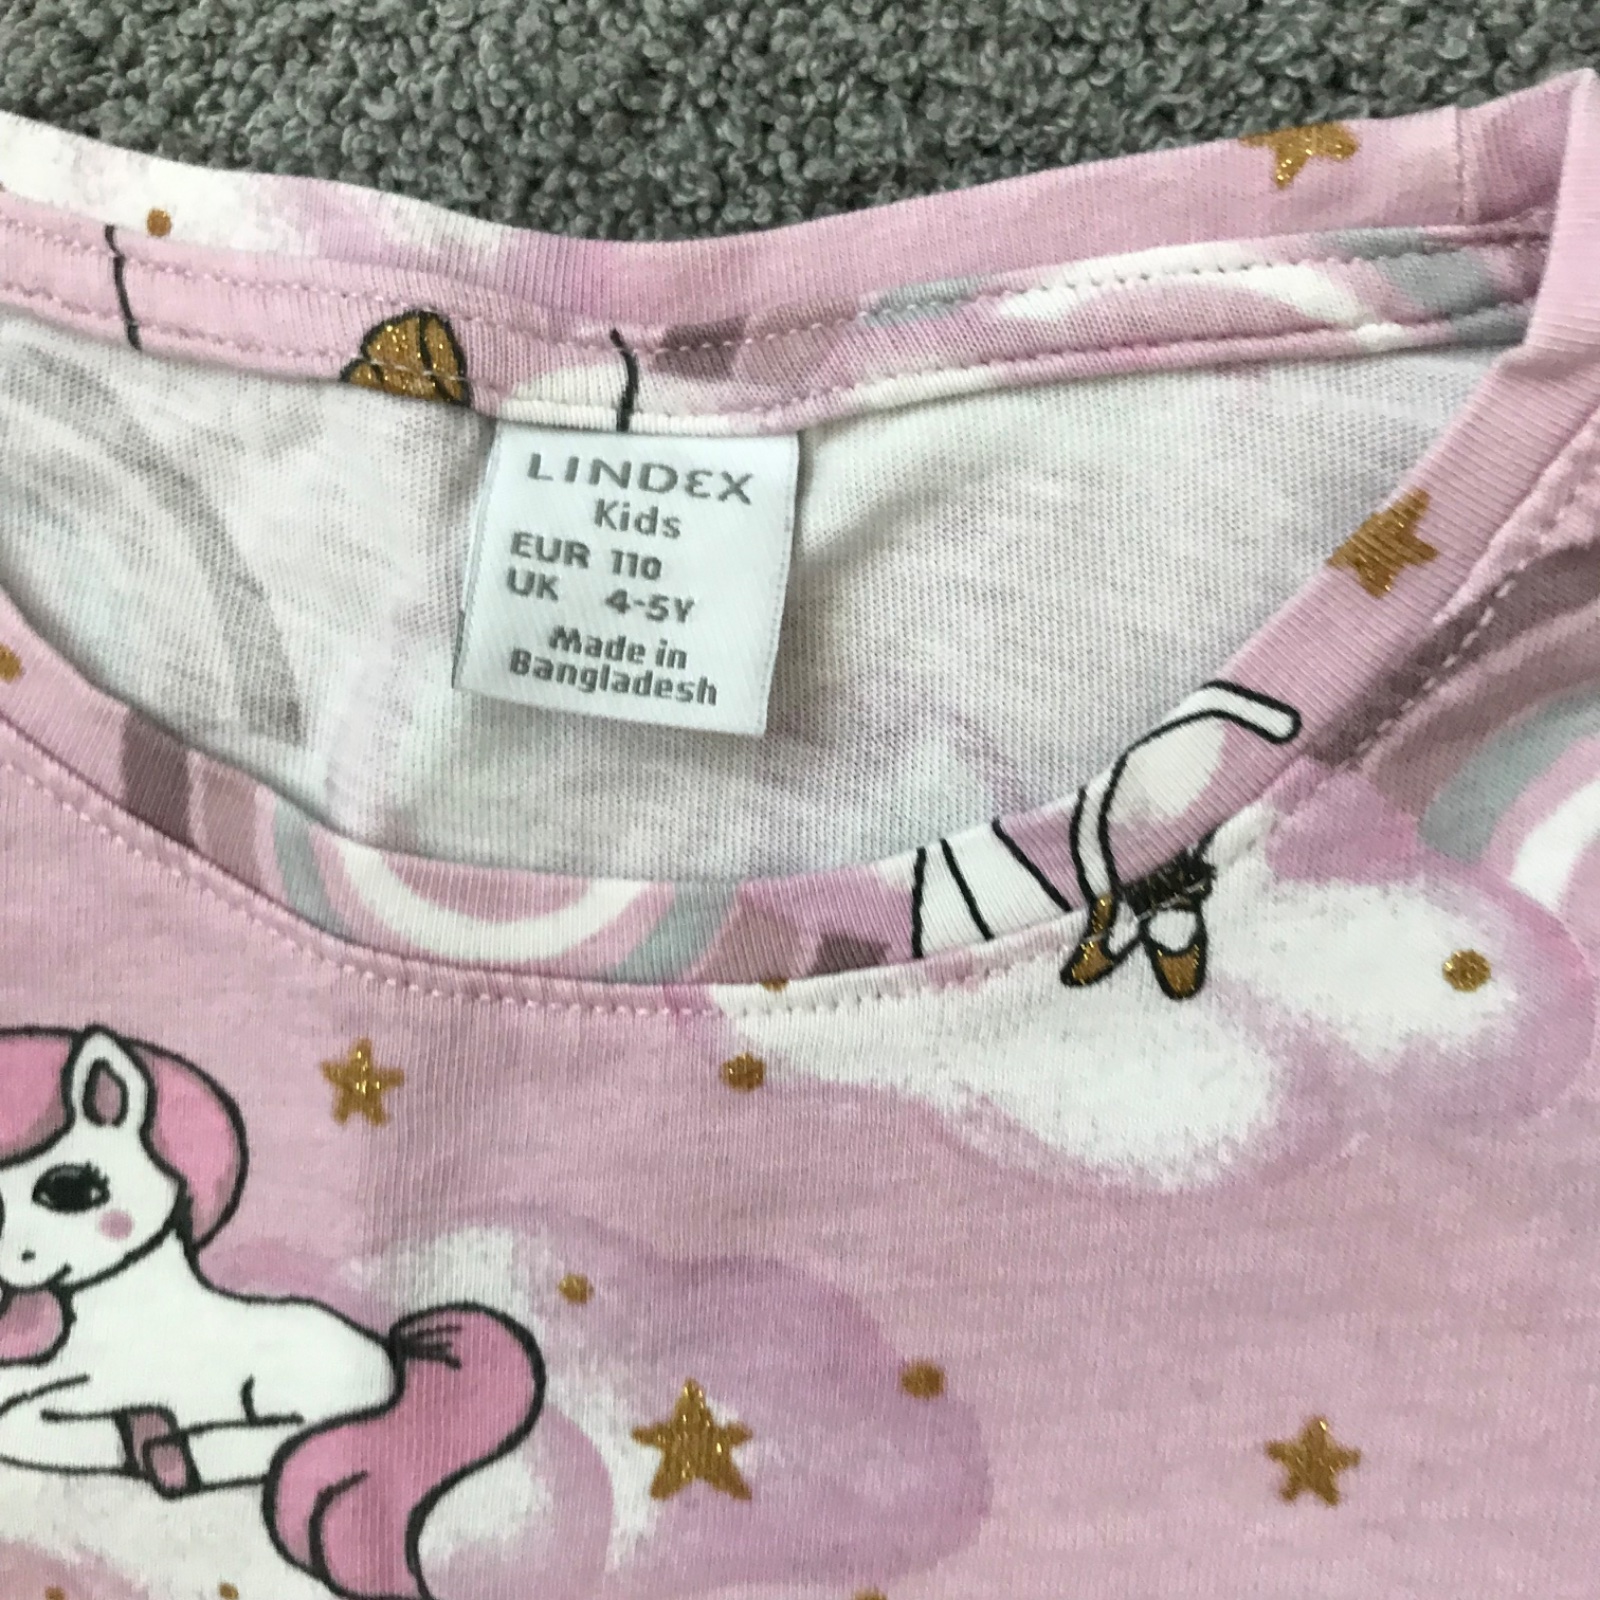 LINDEX
Kids
EUR 110
UK 4-5Y
Made in
Bangladesh